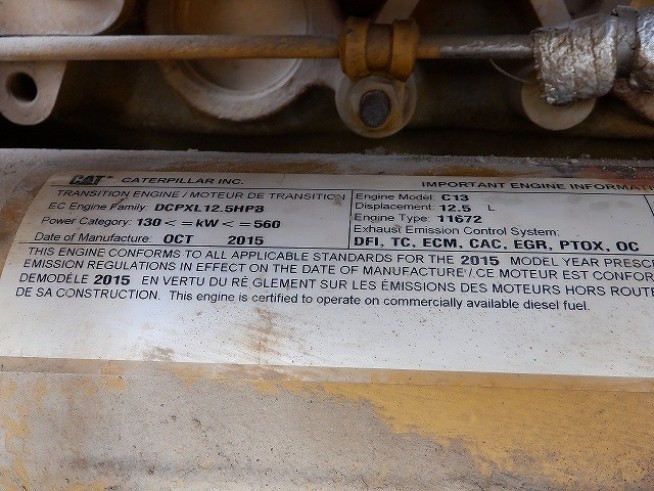 CAT CATERPILLAR INC. IMPORTANT ENGINE INFORMATI
TRANSITION ENGINE / MOTEUR DE TRANSITION
EC Engine Family: DCPXL12.5HP3
Power Category: 130 < =kW < =560
Date of Manufacture: OCT 2015
Engine Model: C13
Displacement: 12.5 L
Engine Type: 11672
Exhaust Emission Control System:
DFI, TC, ECM, CAC, EGR, PTOX, OC
THIS ENGINE CONFORMS TO ALL APPLICABLE STANDARDS FOR THE 2015 MODEL YEAR PRESC
EMISSION REGULATIONS IN EFFECT ON THE DATE OF MANUFACTURE / CE MOTEUR EST CONFOR
DEMODÈLE 2015 EN VERTU DU RÈGLEMENT SUR LES ÉMISSIONS DES MOTEURS HORS ROUTE
DE SA CONSTRUCTION. This engine is certified to operate on commercially available diesel fuel.